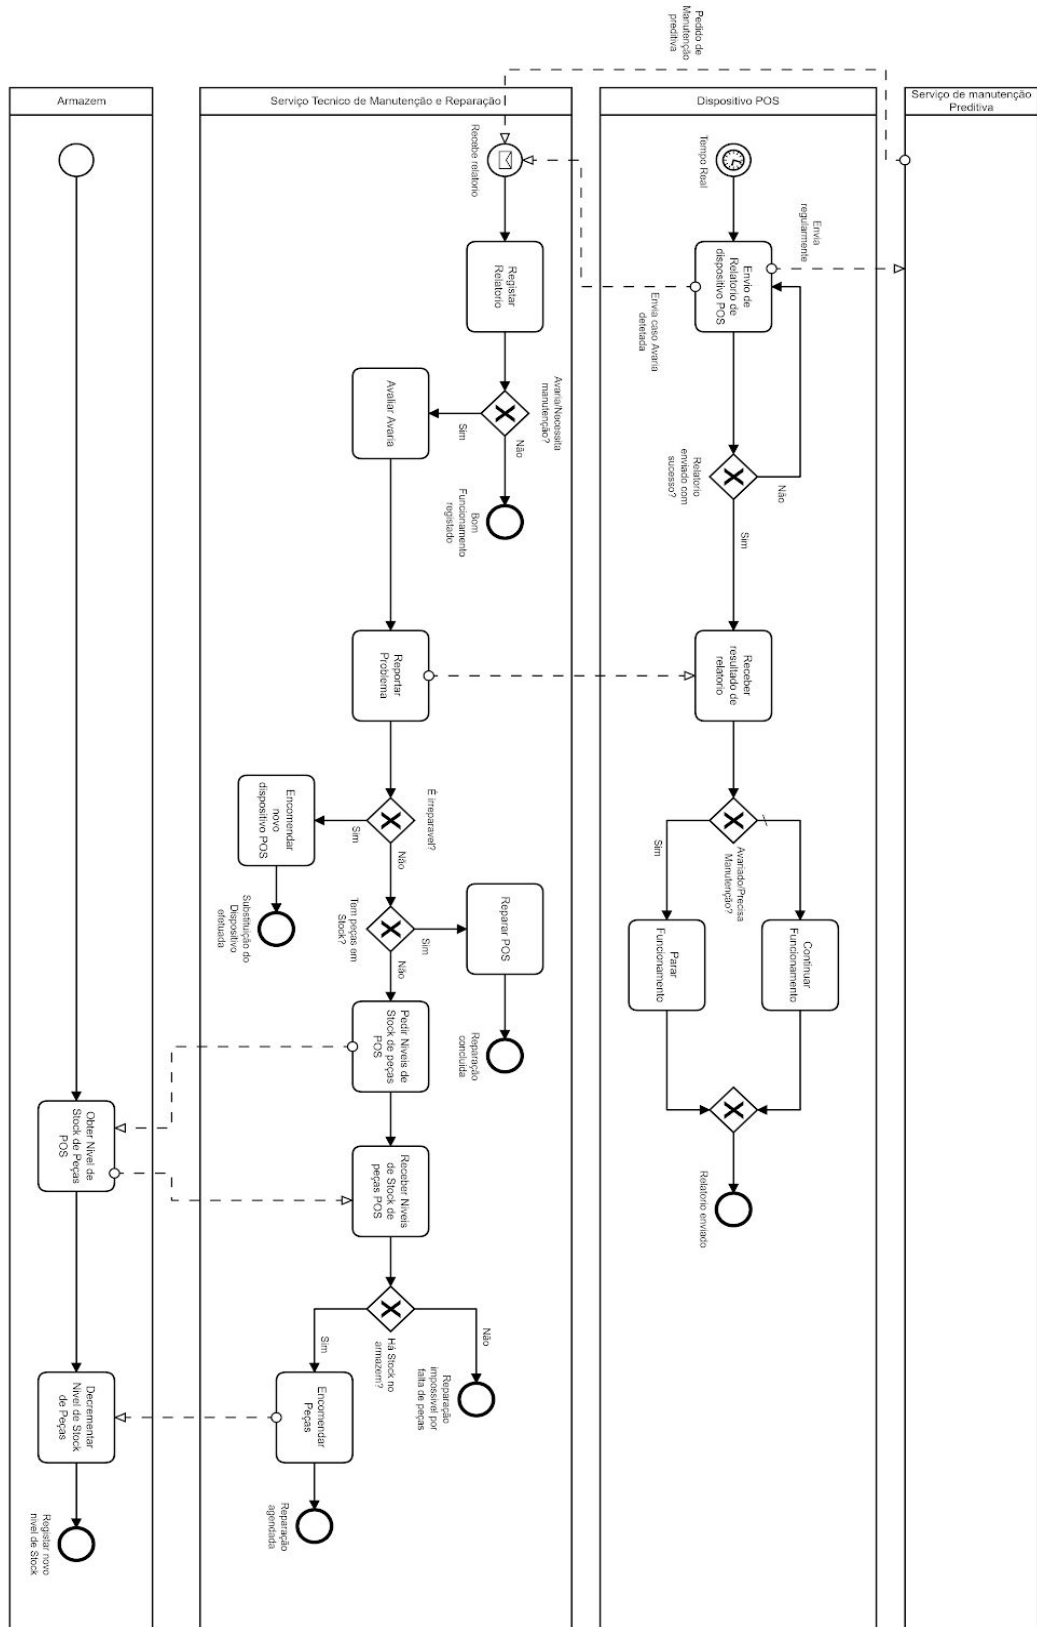 Armazem
Serviço Tecnico de Manutenção e Reparação
Dispositivo POS
Serviço de manutenção
Preditiva
Pedido de
Manutenção
preditiva
Recebe relatorio
Tempo Real
Envia
regularmente
Registar
Relatorio
Envio de
Relatorio de
dispositivo POS
Envia caso Avaria
detetada
Avaliar Avaria
Avaria/Necessita
manutenção?
Sim
Não
Bom
Funcionamento
registado
Relatorio
enviado com
sucesso?
Não
Sim
Reportar
Problema
Receber
resultado de
relatorio
É irreparavel?
Sim
Não
Encomendar
novo
dispositivo POS
Substituição do
Dispositivo
efetuada
Tem peças em
Stock?
Sim
Não
Reparar POS
Reparação
concluida
Avariado/Precisa
Manutenção?
Sim
Parar
Funcionamento
Continuar
Funcionamento
Relatorio enviado
Pedir Niveis de
Stock de peças
POS
Obter Nivel de
Stock de Peças
POS
Receber Niveis
de Stock de
peças POS
Há Stock no
armazem?
Sim
Não
Reparação
impossivel por
falta de peças
Encomendar
Peças
Reparação
agendada
Decrementar
Nivel de Stock
de Peças
Registar novo
nivel de Stock